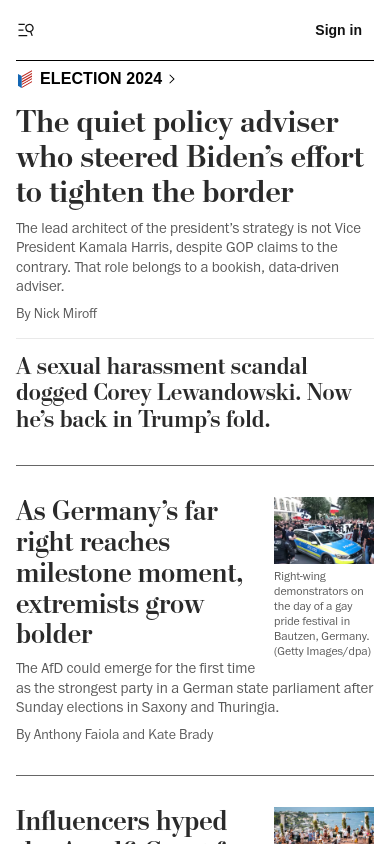 Sign in
ELECTION 2024
The quiet policy adviser
who steered Biden’s effort
to tighten the border
The lead architect of the president’s strategy is not Vice
President Kamala Harris, despite GOP claims to the
contrary. That role belongs to a bookish, data-driven
adviser.
By Nick Miroff
A sexual harassment scandal
dogged Corey Lewandowski. Now
he’s back in Trump’s fold.
As Germany’s far
right reaches
milestone moment,
extremists grow
bolder
Right-wing
demonstrators on
the day of a gay
pride festival in
Bautzen, Germany.
(Getty Images/dpa)
The AfD could emerge for the first time
as the strongest party in a German state parliament after
Sunday elections in Saxony and Thuringia.
By Anthony Faiola and Kate Brady
Influencers hyped